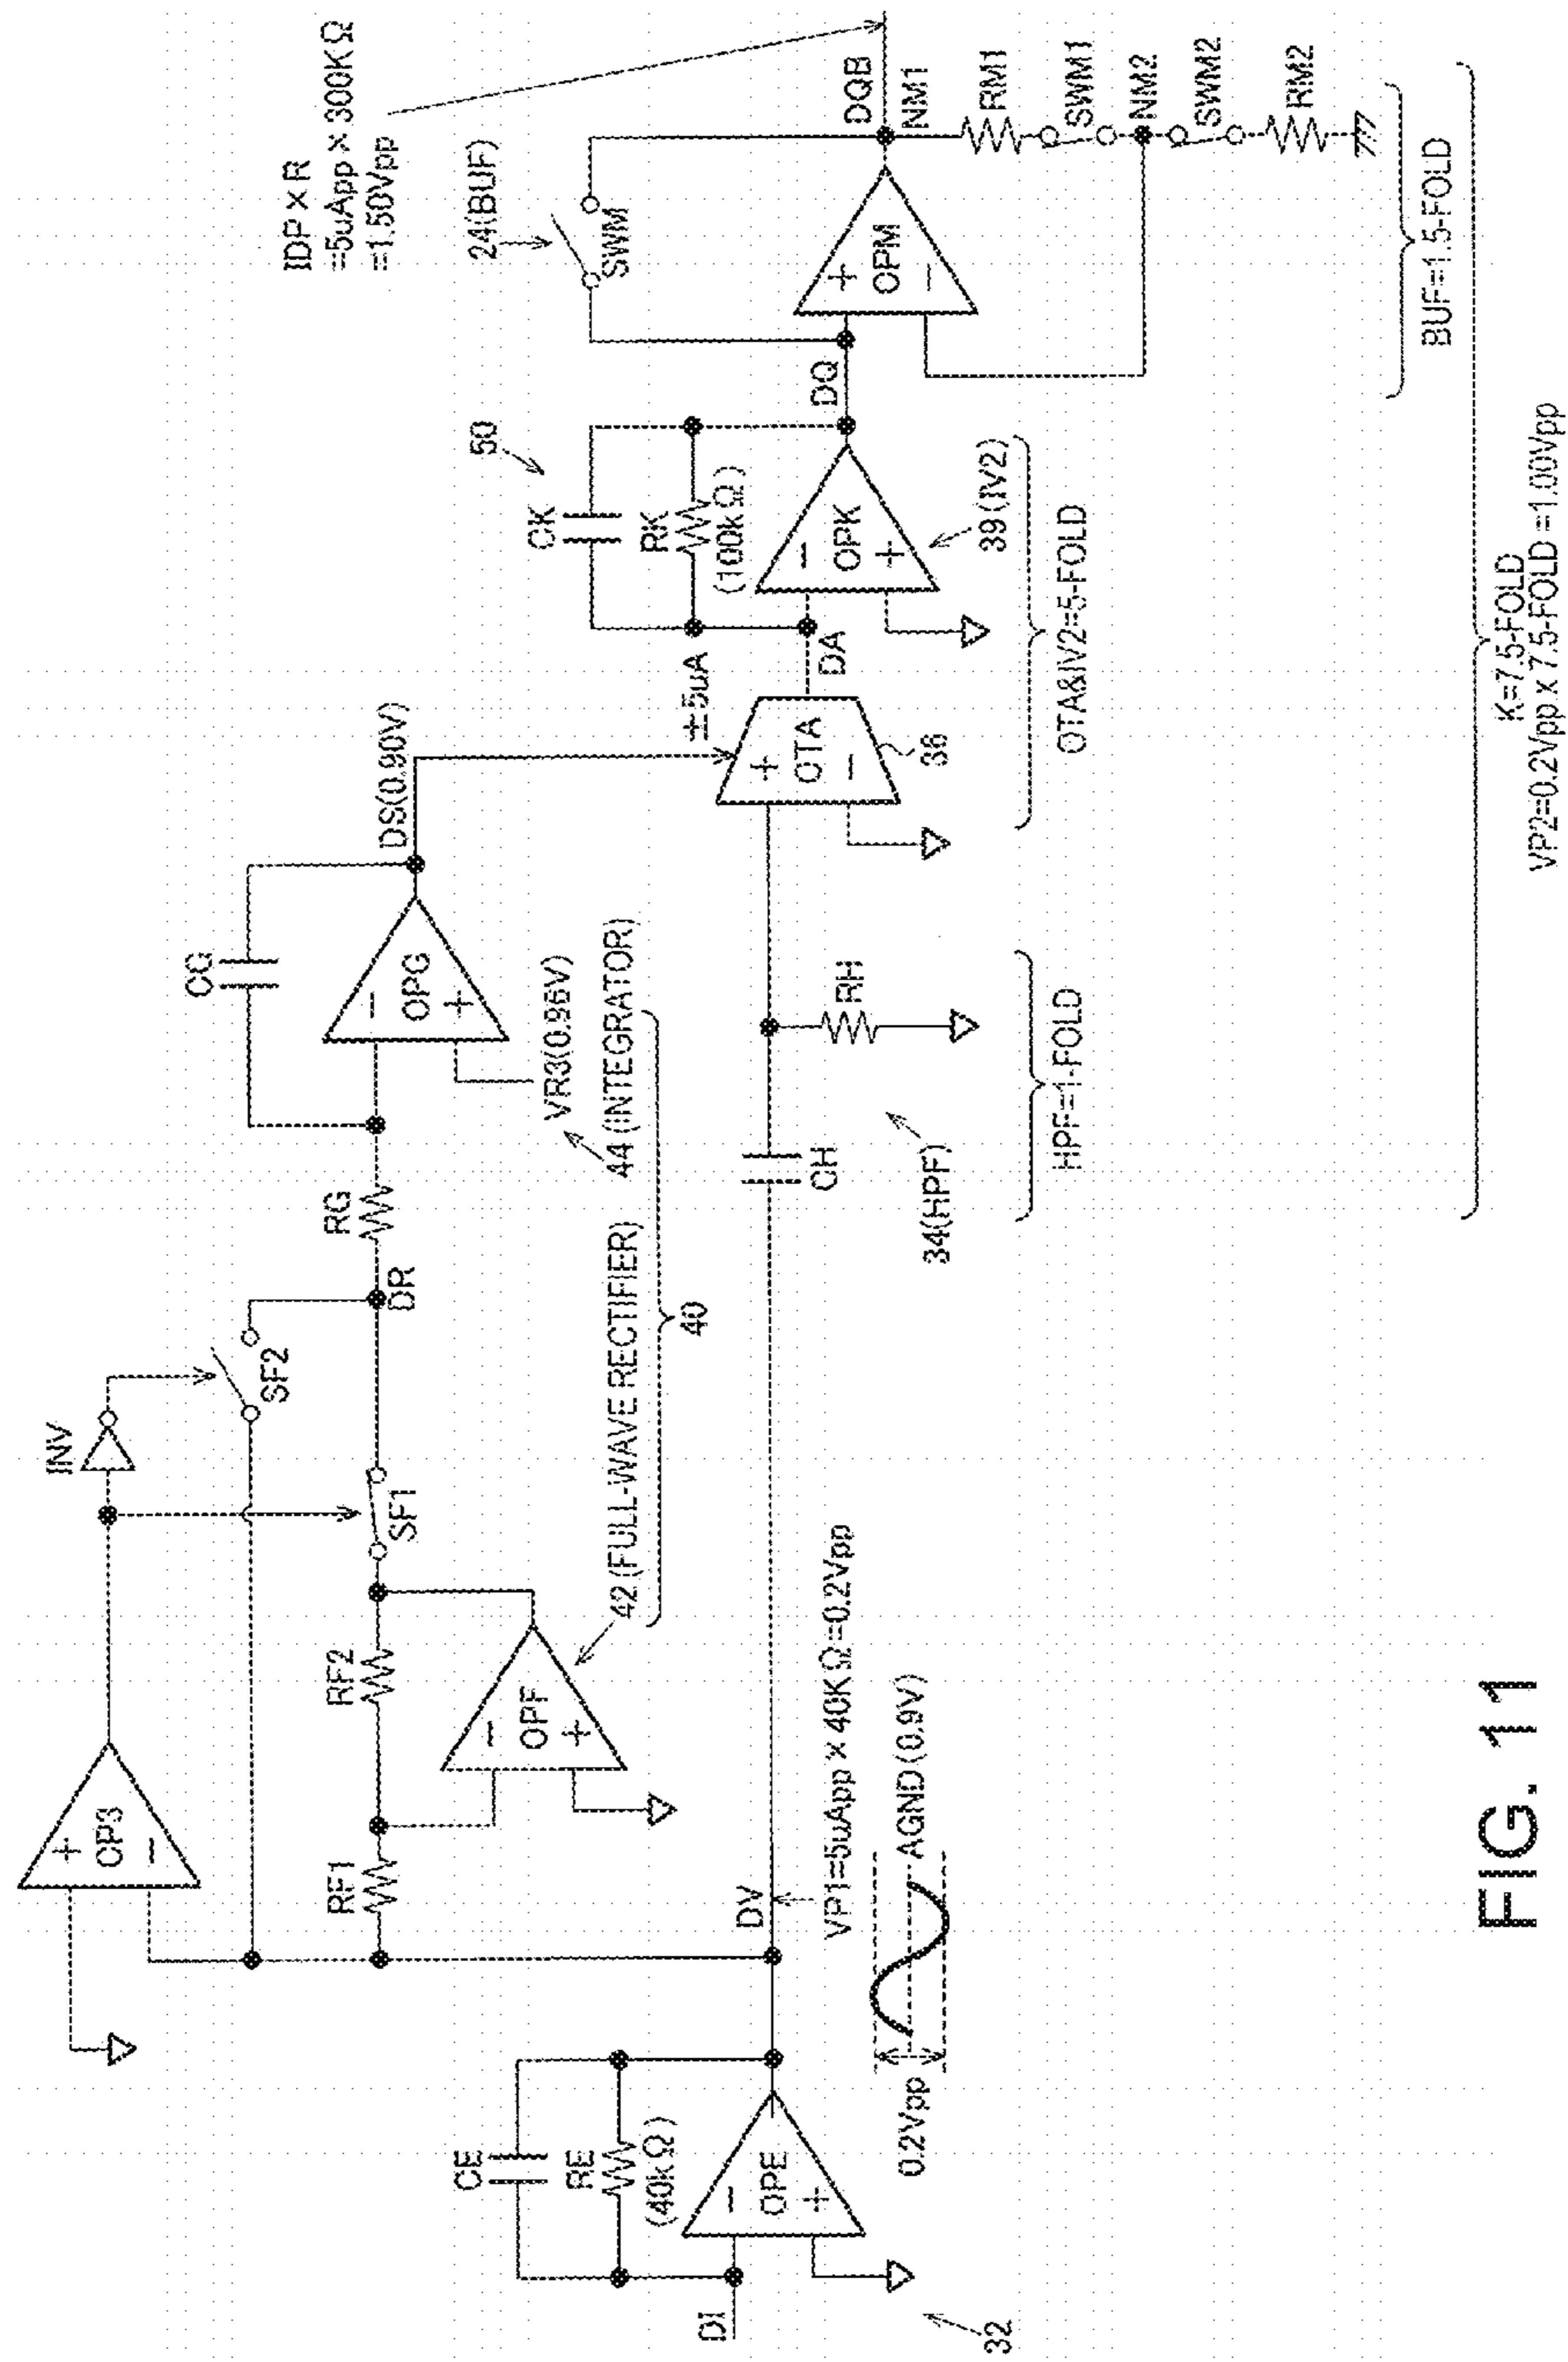 INV
CP3
+
−
SF2
RF1
RF2
SF1
DR
RG
CG
−
OPG
+
DS(0.90V)
VR3(0.96V)
−
OPF
+
42 (FULL-WAVE RECTIFIER)
44 (INTEGRATOR)
40
CE
RE
(40kΩ)
−
OPE
+
DI
32
DV
VP1=5uApp×40KΩ=0.2Vpp
0.2Vpp
AGND(0.9V)
CH
RH
34(HPF)
HPF=1-FOLD
±5uA
+
OTA
−
36
DA
50
CK
RK
(100kΩ)
−
OPK
+
39(IV2)
OTA&IV2=5-FOLD
DQ
IDP×R
=5uApp×300KΩ
=1.50Vpp
24(BUF)
SWM
+
OPM
−
DQB
NM1
RM1
SWM1
NM2
SWM2
RM2
BUF=1.5-FOLD
K=7.5-FOLD
VP2=0.2Vpp x 7.5-FOLD =1.00Vpp
FIG. 11